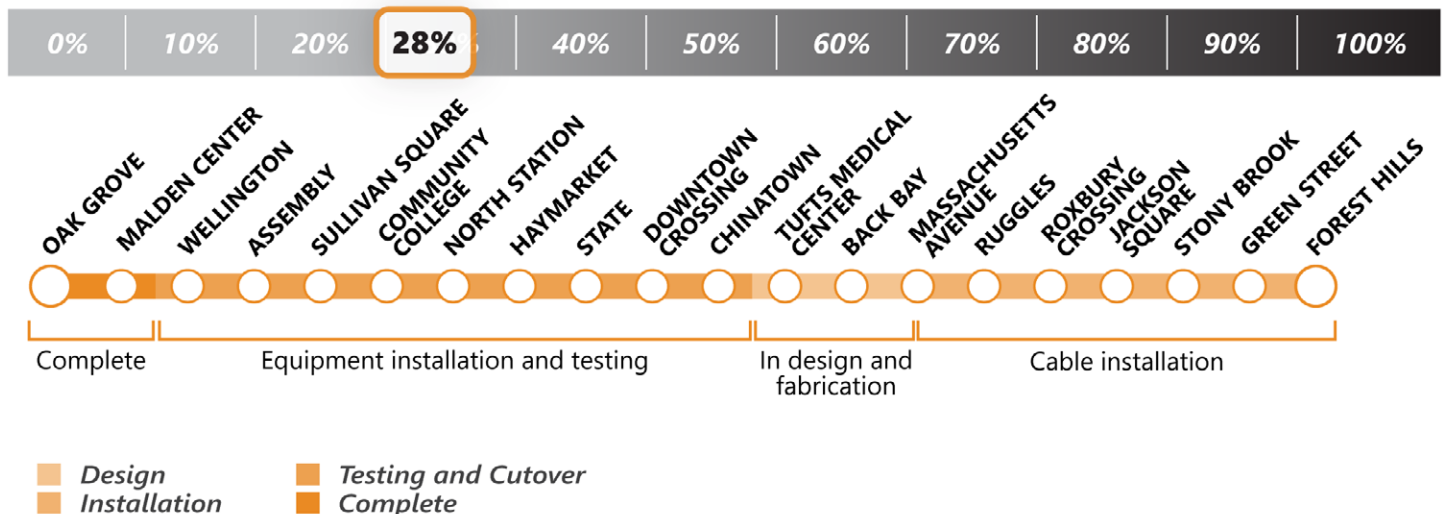 0% 10% 20% 28% 40% 50% 60% 70% 80% 90% 100%
OAK GROVE
MALDEN CENTER
WELLINGTON
ASSEMBLY
SULLIVAN SQUARE
COMMUNITY
COLLEGE
NORTH STATION
HAYMARKET
STATE
DOWNTOWN
CROSSING
CHINATOWN
TUFTS MEDICAL
CENTER
BACK BAY
MASSACHUSETTS
AVENUE
RUGGLES
ROXBURY
CROSSING
JACKSON
SQUARE
STONY BROOK
GREEN STREET
FOREST HILLS
Complete
Equipment installation and testing
In design and
fabrication
Cable installation
Design
Installation
Testing and Cutover
Complete